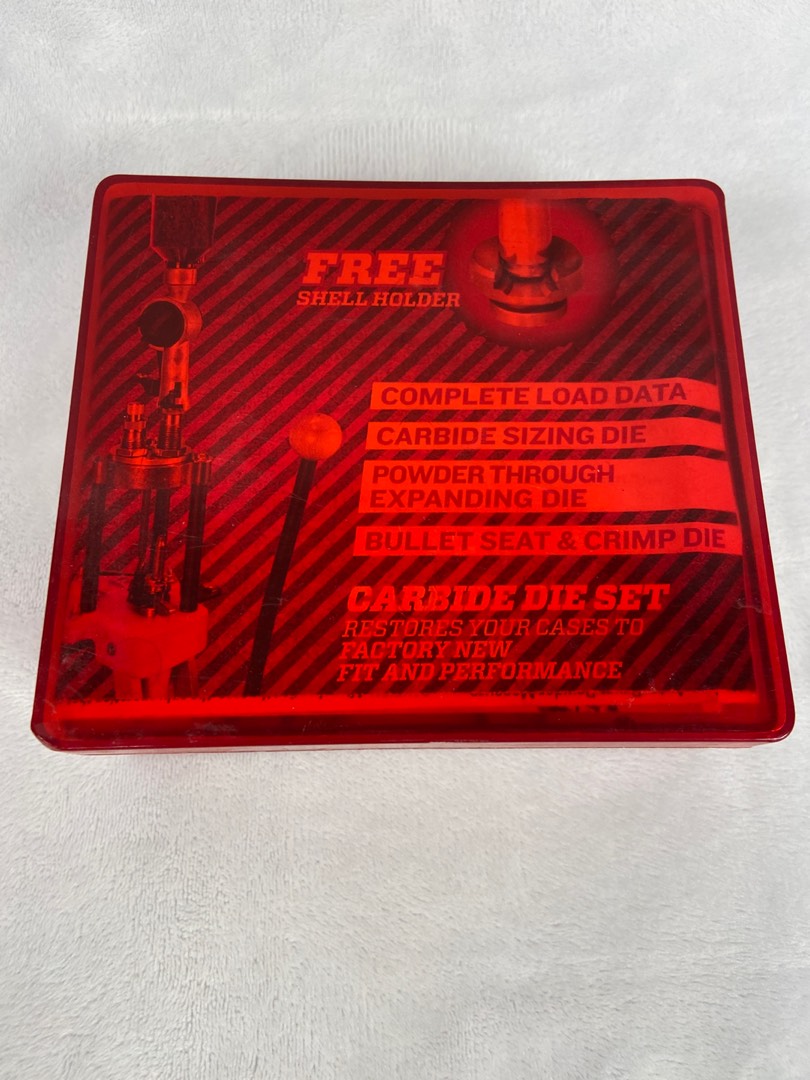 FREE
SHELL HOLDER
COMPLETE LOAD DATA
CARBIDE SIZING DIE
POWDER THROUGH
EXPANDING DIE
BULLET SEAT & CRIMP DIE
CARBIDE DIE SET
RESTORES YOUR CASES TO
FACTORY NEW
FIT AND PERFORMANCE